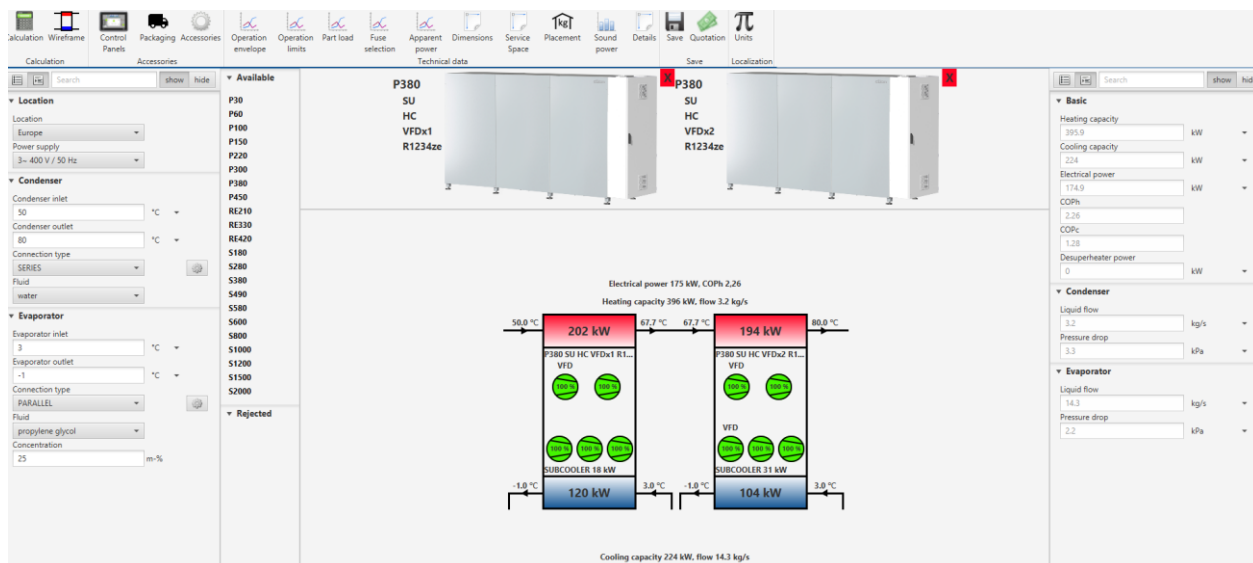 Calculation Wireframe Control Panels Packaging Accessories Operation envelope Operation limits Part load Fuse selection Apparent power Dimensions Service Space Placement Sound power Details Save Quotation Units
Calculation Accessories Technical data Save Localization
Search show hide
Location
Location
Europe
Power supply
3~ 400 V / 50 Hz
Condenser
Condenser inlet
50 °C
Condenser outlet
80 °C
Connection type
SERIES
Fluid
water
Evaporator
Evaporator inlet
3 °C
Evaporator outlet
-1 °C
Connection type
PARALLEL
Fluid
propylene glycol
Concentration
25 m-%
Available
P30
P60
P100
P150
P220
P300
P380
P450
RE210
RE330
RE420
S180
S280
S380
S490
S580
S600
S800
S1000
S1200
S1500
S2000
Rejected
P380
SU
HC
VFDx1
R1234ze
X
P380
SU
HC
VFDx2
R1234ze
X
Electrical power 175 kW, COPh 2,26
Heating capacity 396 kW, flow 3.2 kg/s
50.0 °C 202 kW 67.7 °C 67.7 °C 194 kW 80.0 °C
P380 SU HC VFDx1 R1... P380 SU HC VFDx2 R1...
VFD VFD
100 % 100 % 100 % 100 %
VFD
100 % 100 % 100 % 100 % 100 % 100 %
SUBCOOLER 18 kW SUBCOOLER 31 kW
-1.0 °C 120 kW 3.0 °C -1.0 °C 104 kW 3.0 °C
Cooling capacity 224 kW, flow 14.3 kg/s
Search show hid
Basic
Heating capacity
395.9 kW
Cooling capacity
224 kW
Electrical power
174.9 kW
COPh
2.26
COPc
1.28
Desuperheater power
0 kW
Condenser
Liquid flow
3.2 kg/s
Pressure drop
3.3 kPa
Evaporator
Liquid flow
14.3 kg/s
Pressure drop
2.2 kPa